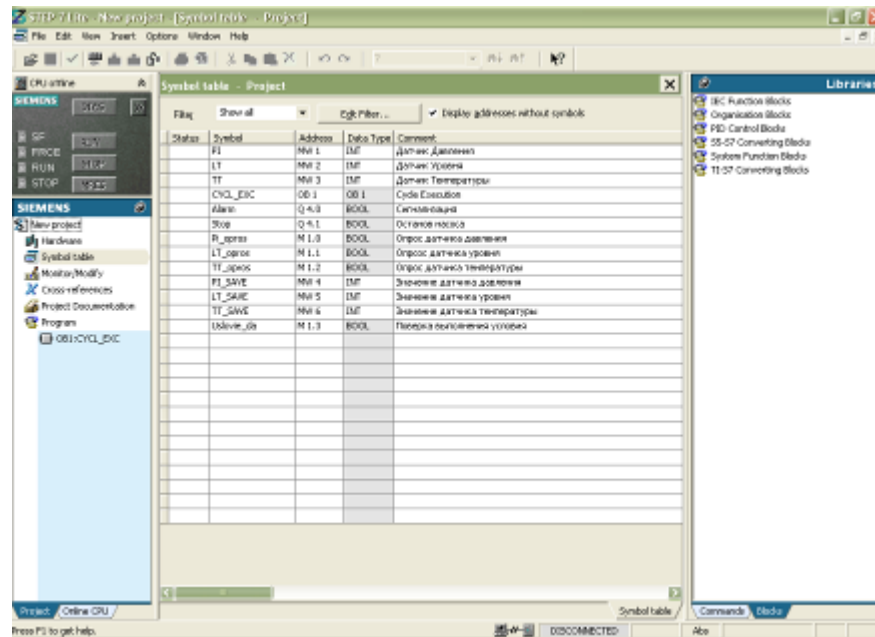 STEP 7 Lite - New project - [Symbol table - Project]
File Edit View Insert Options Window Help
CPU offline
SIEMENS
SF
FRCE
RUN
STOP
SIEMENS
New project
Hardware
Symbol table
Monitor/Modify
Cross-references
Project Documentation
Program
OB1:CYCL_EXC
Project Online CPU
Symbol table - Project
Filter Show all Edit Filter... Display addresses without symbols
Status Symbol Address Data Type Comment
PI MW 1 INT Датчик Давления
LT MW 2 INT Датчик Уровня
TT MW 3 INT Датчик Температуры
CYCL_EXC OB 1 OB 1 Cycle Execution
Alarm Q 4.0 BOOL Сигнализация
Stop Q 4.1 BOOL Останов насоса
PI_opros M 1.0 BOOL Опрос датчика давления
LT_opros M 1.1 BOOL Опрос датчика уровня
TT_opros M 1.2 BOOL Опрос датчика температуры
PI_SAVE MW 4 INT Значение датчика давления
LT_SAVE MW 5 INT Значение датчика уровня
TT_SAVE MW 6 INT Значение датчика температуры
Uslovie_da M 1.3 BOOL выполнения условия
Symbol table
Libraries
IEC Function Blocks
Organization Blocks
PID Control Blocks
S5-S7 Converting Blocks
System Function Blocks
TI-S7 Converting Blocks
Commands Blocks
Press F1 to get help.
DISCONNECTED
Abs